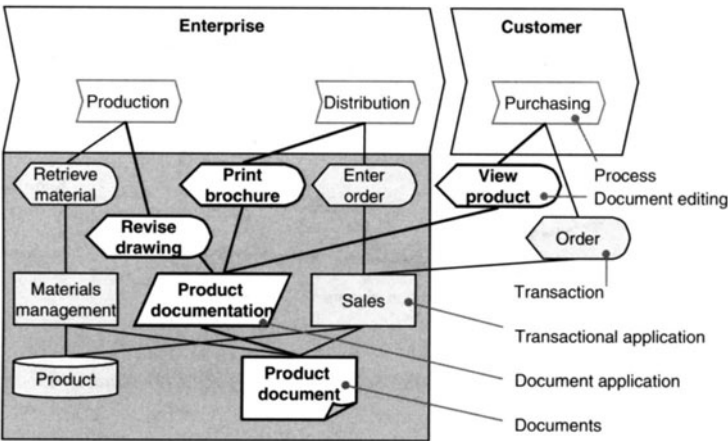 Enterprise
Customer
Production
Distribution
Purchasing
Retrieve
material
Print
brochure
Enter
order
View
product
Process
Document editing
Revise
drawing
Order
Materials
management
Product
documentation
Sales
Transaction
Transactional application
Product
Product
document
Document application
Documents